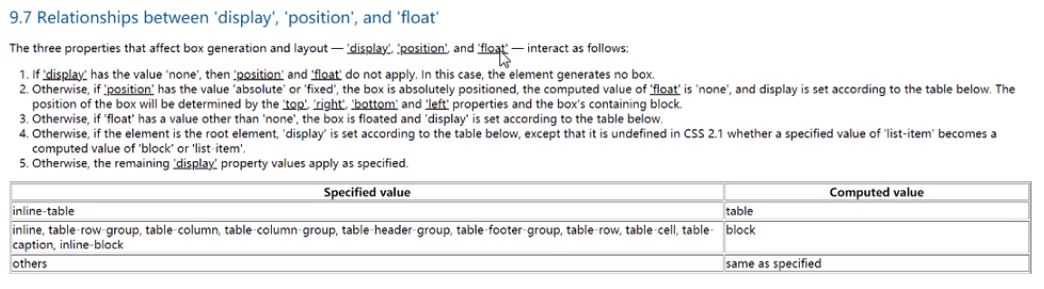 9.7 Relationships between 'display', 'position', and 'float'
The three properties that affect box generation and layout — 'display', 'position', and 'float' — interact as follows:
1. If 'display' has the value 'none', then 'position' and 'float' do not apply. In this case, the element generates no box.
2. Otherwise, if 'position' has the value 'absolute' or 'fixed', the box is absolutely positioned, the computed value of 'float' is 'none', and display is set according to the table below. The
position of the box will be determined by the 'top', 'right', 'bottom' and 'left' properties and the box's containing block.
3. Otherwise, if 'float' has a value other than 'none', the box is floated and 'display' is set according to the table below.
4. Otherwise, if the element is the root element, 'display' is set according to the table below, except that it is undefined in CSS 2.1 whether a specified value of 'list-item' becomes a
computed value of 'block' or 'list-item'.
5. Otherwise, the remaining 'display' property values apply as specified.
Specified value Computed value
inline-table table
inline, table-row-group, table-column, table-column-group, table-header-group, table-footer-group, table-row, table-cell, table- block
caption, inline-block
others same as specified